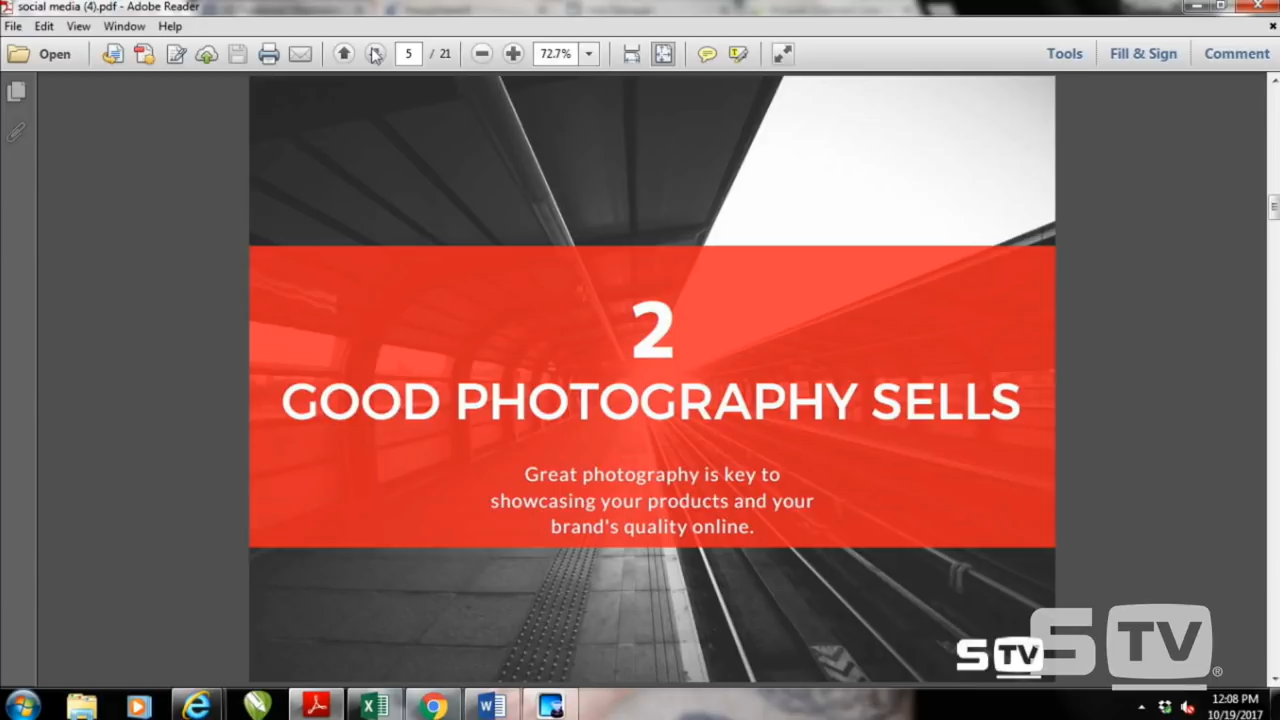 social media (4).pdf - Adobe Reader
File Edit View Window Help
Open 5 / 21 72.7% Tools Fill & Sign Comment
2
GOOD PHOTOGRAPHY SELLS
Great photography is key to
showcasing your products and your
brand's quality online.
S TV
S TV ®
12:08 PM
10/19/2017